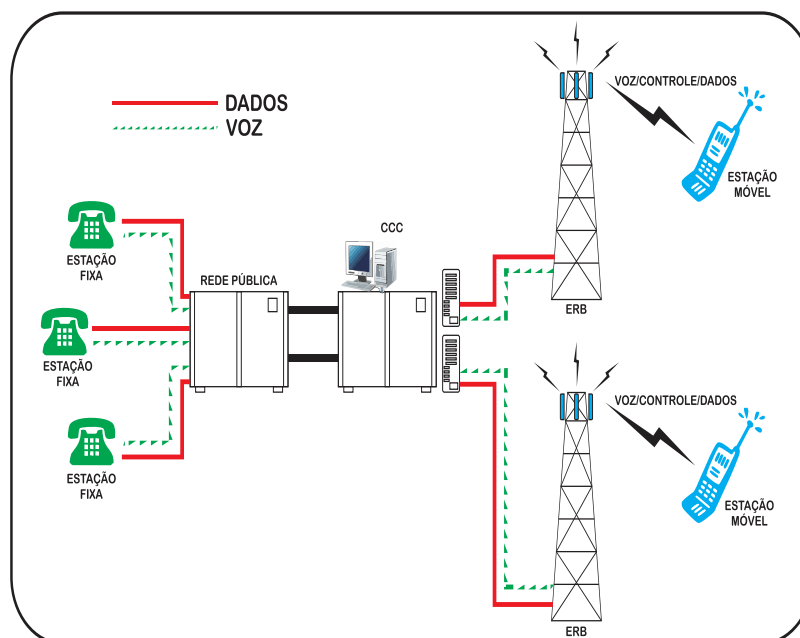 DADOS
VOZ
VOZ/CONTROLE/DADOS
ESTAÇÃO
MÓVEL
ERB
CCC
REDE PÚBLICA
ESTAÇÃO
FIXA
ESTAÇÃO
FIXA
ESTAÇÃO
FIXA
VOZ/CONTROLE/DADOS
ESTAÇÃO
MÓVEL
ERB